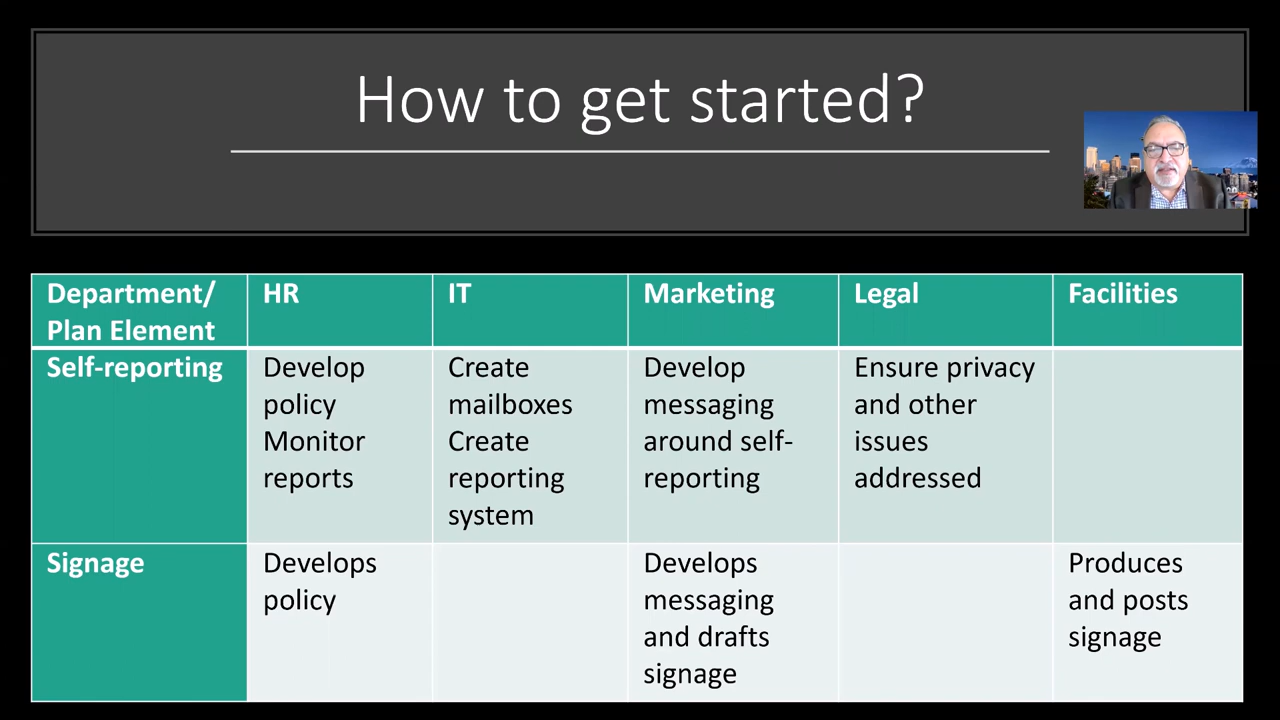 How to get started?
Department/
Plan Element
HR
IT
Marketing
Legal
Facilities
Self-reporting
Develop
policy
Monitor
reports
Create
mailboxes
Create
reporting
system
Develop
messaging
around self-
reporting
Ensure privacy
and other
issues
addressed
Signage
Develops
policy
Develops
messaging
and drafts
signage
Produces
and posts
signage